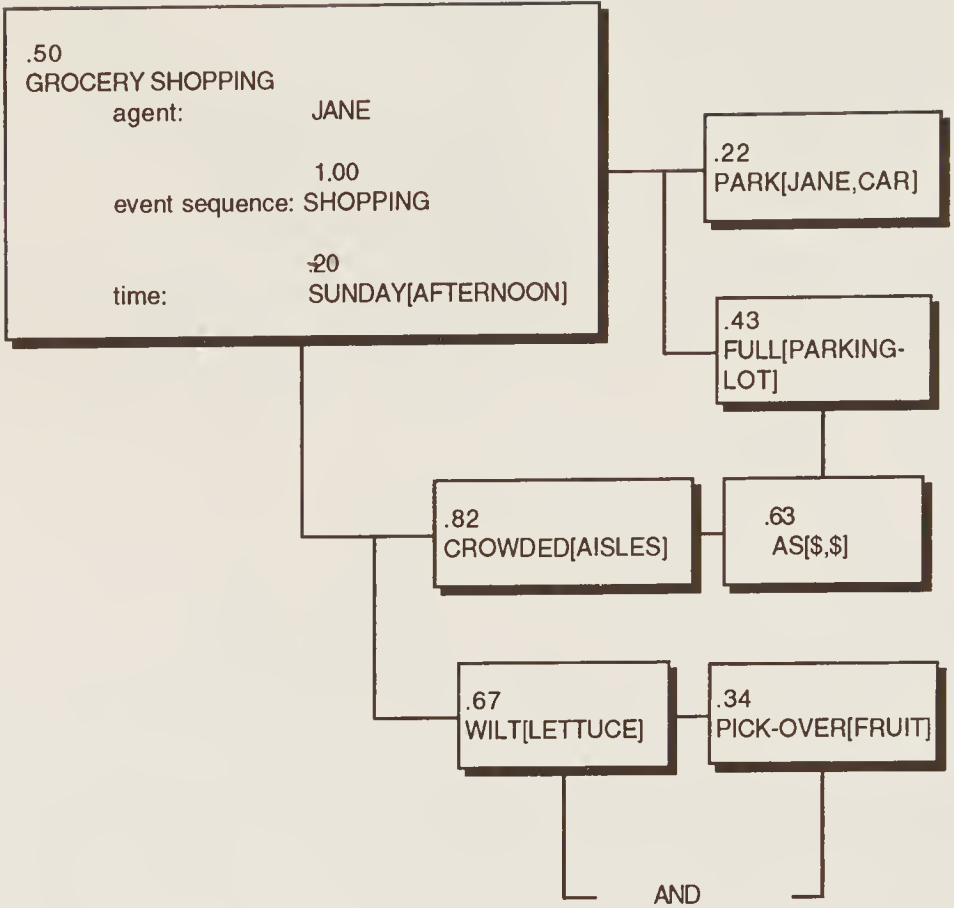 .50
GROCERY SHOPPING
agent: JANE
1.00
event sequence: SHOPPING
.20
time: SUNDAY[AFTERNOON]
.22
PARK[JANE,CAR]
.43
FULL[PARKING-
LOT]
.82
CROWDED[AISLES]
.63
AS[$,$]
.67
WILT[LETTUCE]
.34
PICK-OVER[FRUIT]
AND